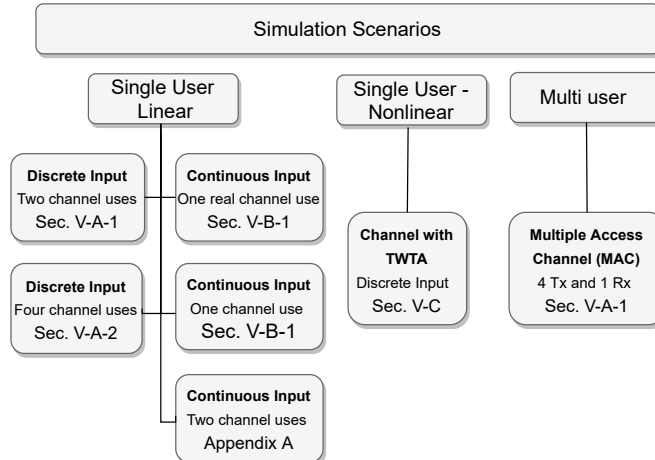 Simulation Scenarios
Single User
Linear
Discrete Input
Two channel uses
Sec. V-A-1
Continuous Input
One real channel use
Sec. V-B-1
Discrete Input
Four channel uses
Sec. V-A-2
Continuous Input
One channel use
Sec. V-B-1
Continuous Input
Two channel uses
Appendix A
Single User -
Nonlinear
Channel with
TWTA
Discrete Input
Sec. V-C
Multi user
Multiple Access
Channel (MAC)
4 Tx and 1 Rx
Sec. V-A-1